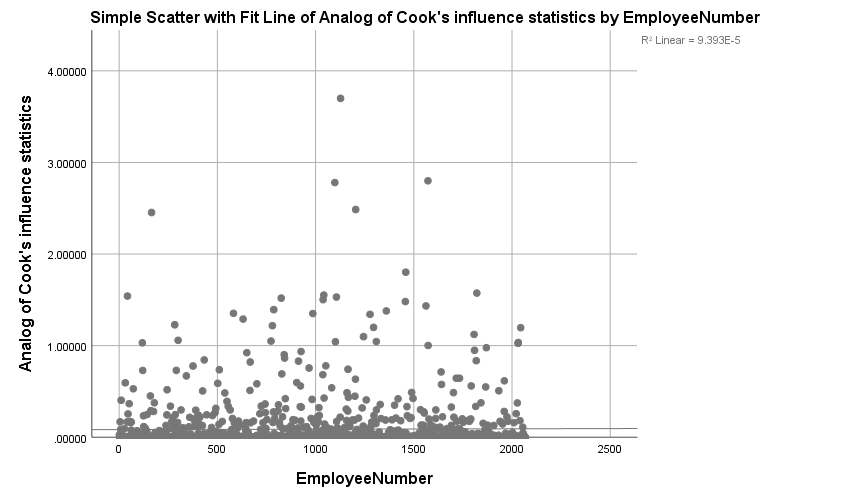 Simple Scatter with Fit Line of Analog of Cook's influence statistics by EmployeeNumber
R² Linear = 9.393E-5
Analog of Cook's influence statistics
4.00000
3.00000
2.00000
1.00000
.00000
0
500
1000
1500
2000
2500
EmployeeNumber